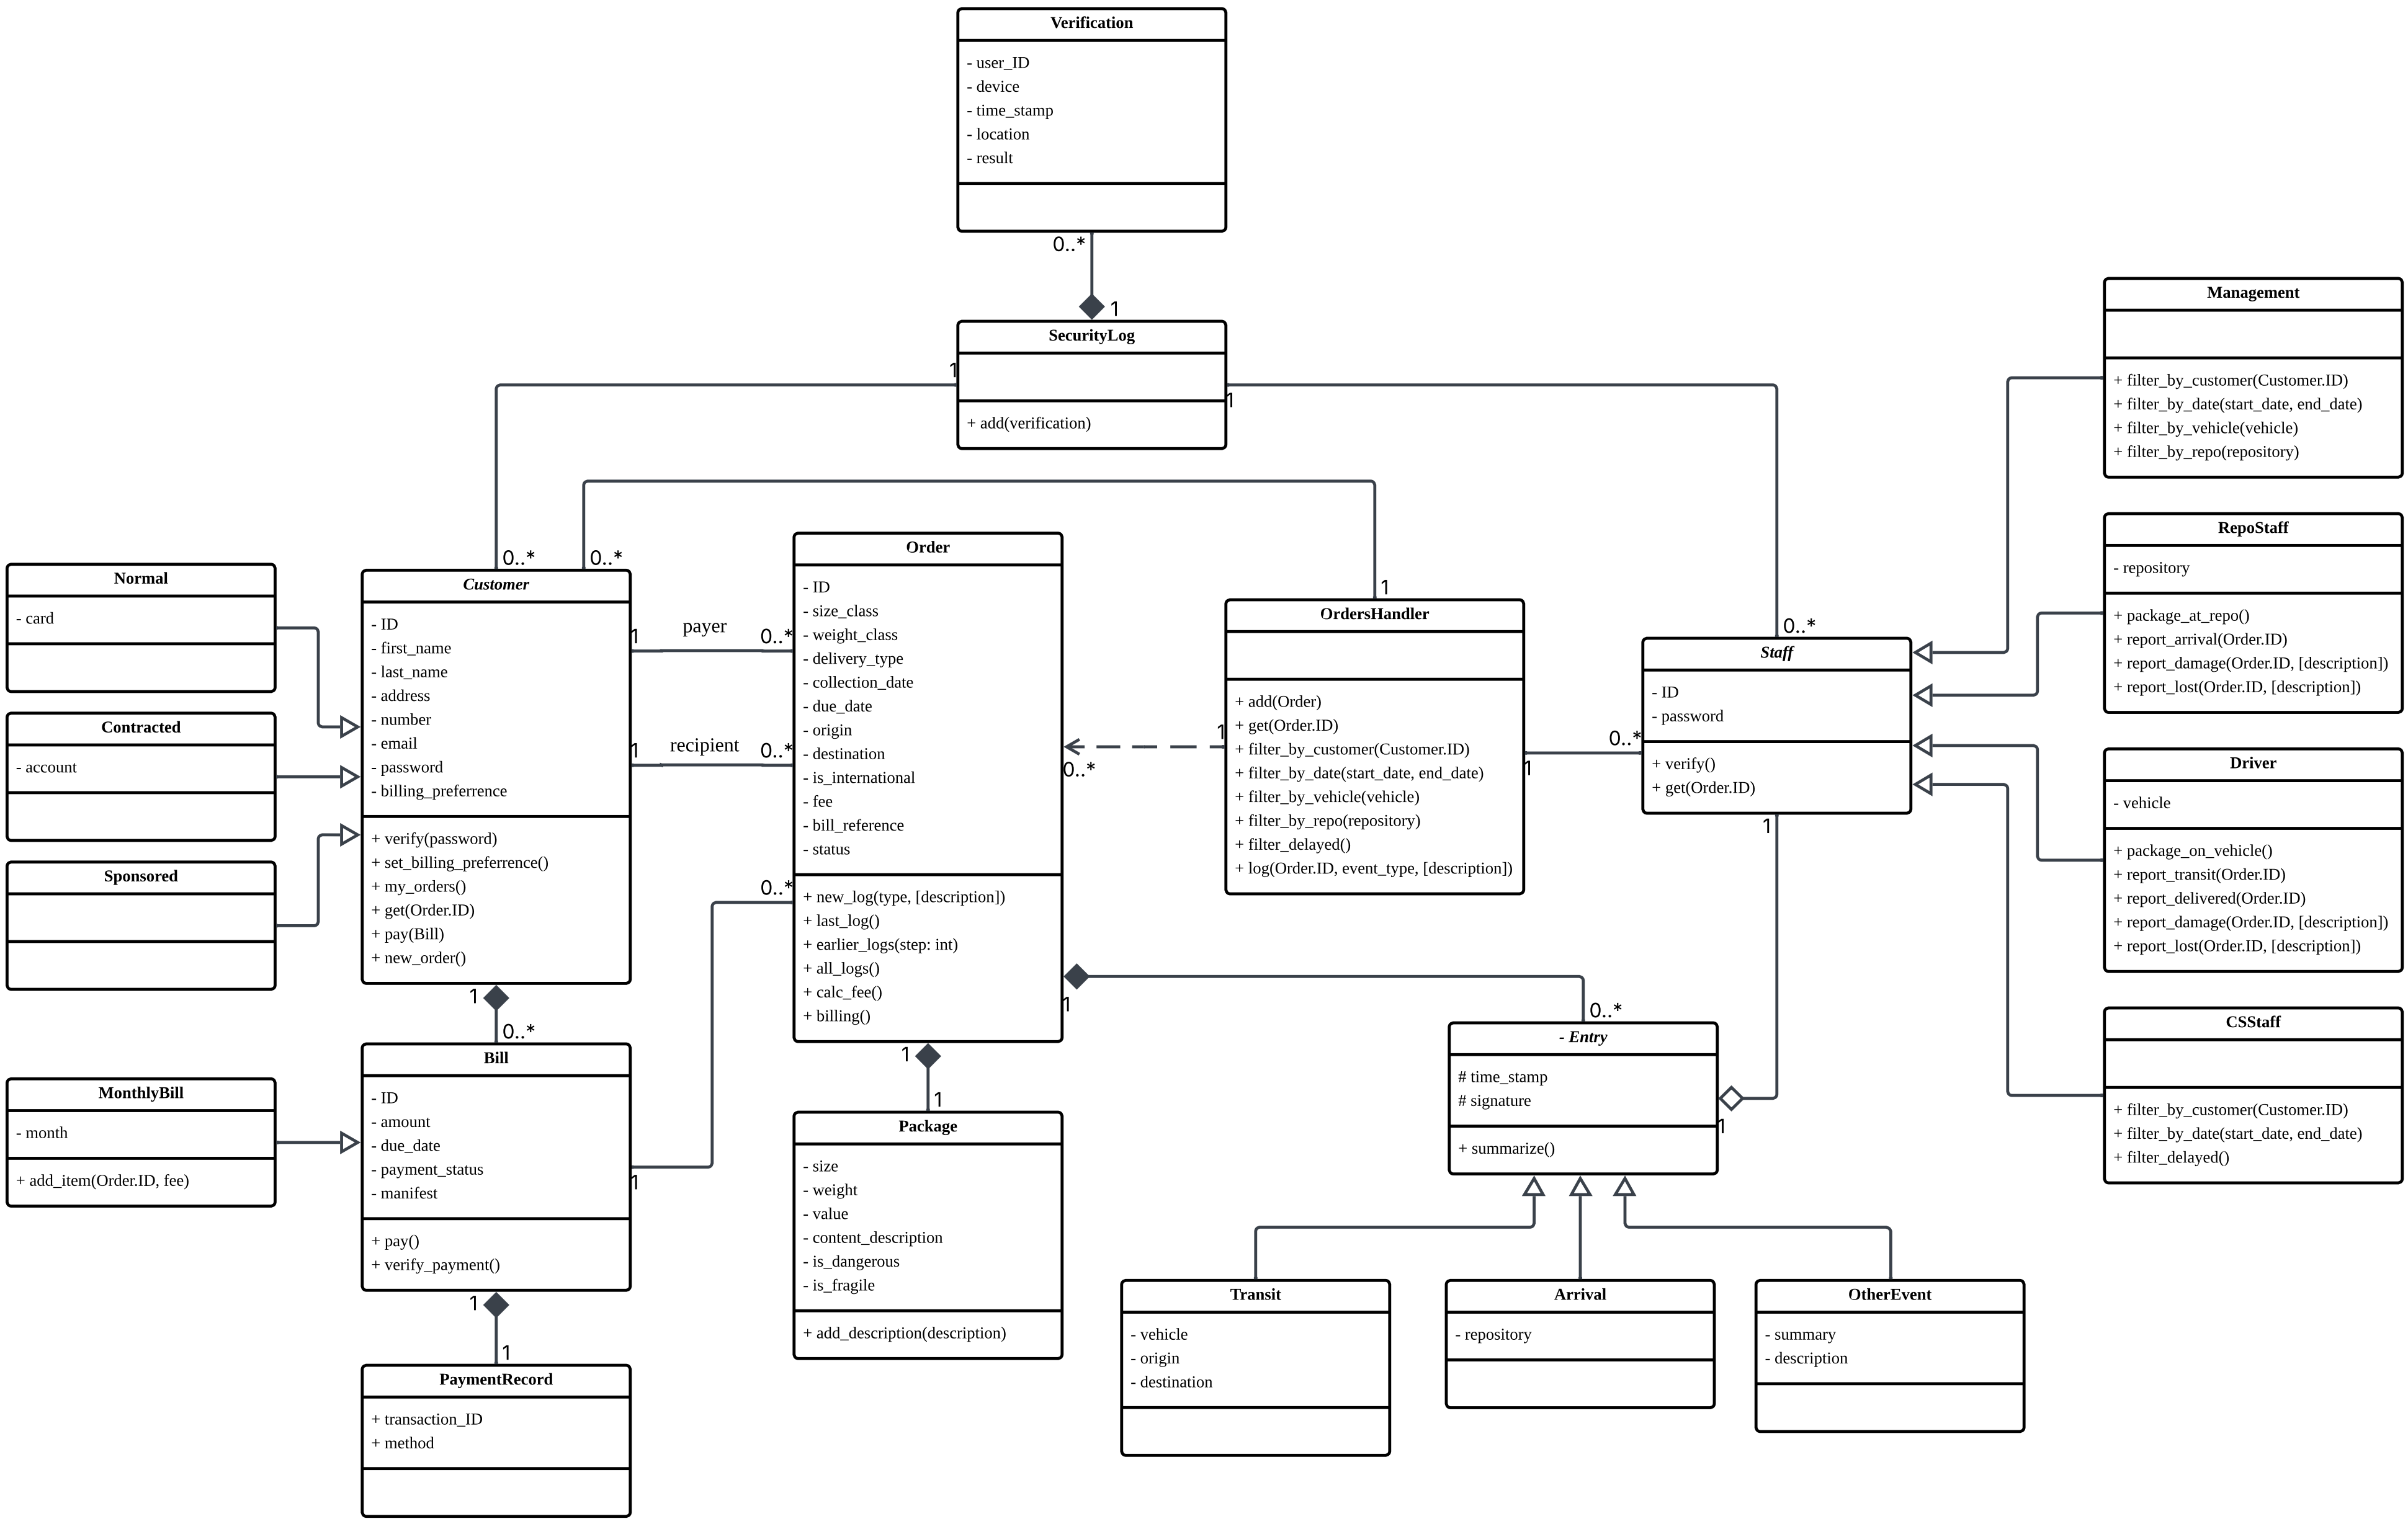 Verification
- user_ID
- device
- time_stamp
- location
- result
0..*
1
SecurityLog
+ add(verification)
1
1
Management
+ filter_by_customer(Customer.ID)
+ filter_by_date(start_date, end_date)
+ filter_by_vehicle(vehicle)
+ filter_by_repo(repository)
RepoStaff
- repository
+ package_at_repo()
+ report_arrival(Order.ID)
+ report_damage(Order.ID, [description])
+ report_lost(Order.ID, [description])
Driver
- vehicle
+ package_on_vehicle()
+ report_transit(Order.ID)
+ report_delivered(Order.ID)
+ report_damage(Order.ID, [description])
+ report_lost(Order.ID, [description])
CSStaff
+ filter_by_customer(Customer.ID)
+ filter_by_date(start_date, end_date)
+ filter_delayed()
Normal
- card
Contracted
- account
Sponsored
0..*
0..*
Customer
- ID
- first_name
- last_name
- address
- number
- email
- password
- billing_preferrence
+ verify(password)
+ set_billing_preferrence()
+ my_orders()
+ get(Order.ID)
+ pay(Bill)
+ new_order()
1
payer
0..*
1
recipient
0..*
Order
- ID
- size_class
- weight_class
- delivery_type
- collection_date
- due_date
- origin
- destination
- is_international
- fee
- bill_reference
- status
+ new_log(type, [description])
+ last_log()
+ earlier_logs(step: int)
+ all_logs()
+ calc_fee()
+ billing()
0..*
1
0..*
1
OrdersHandler
+ add(Order)
+ get(Order.ID)
+ filter_by_customer(Customer.ID)
+ filter_by_date(start_date, end_date)
+ filter_by_vehicle(vehicle)
+ filter_by_repo(repository)
+ filter_delayed()
+ log(Order.ID, event_type, [description])
1
0..*
0..*
Staff
- ID
- password
+ verify()
+ get(Order.ID)
1
1
0..*
- Entry
# time_stamp
# signature
+ summarize()
1
1
0..*
Bill
- ID
- amount
- due_date
- payment_status
- manifest
+ pay()
+ verify_payment()
1
MonthlyBill
- month
+ add_item(Order.ID, fee)
1
1
PaymentRecord
+ transaction_ID
+ method
1
1
Package
- size
- weight
- value
- content_description
- is_dangerous
- is_fragile
+ add_description(description)
Transit
- vehicle
- origin
- destination
Arrival
- repository
OtherEvent
- summary
- description